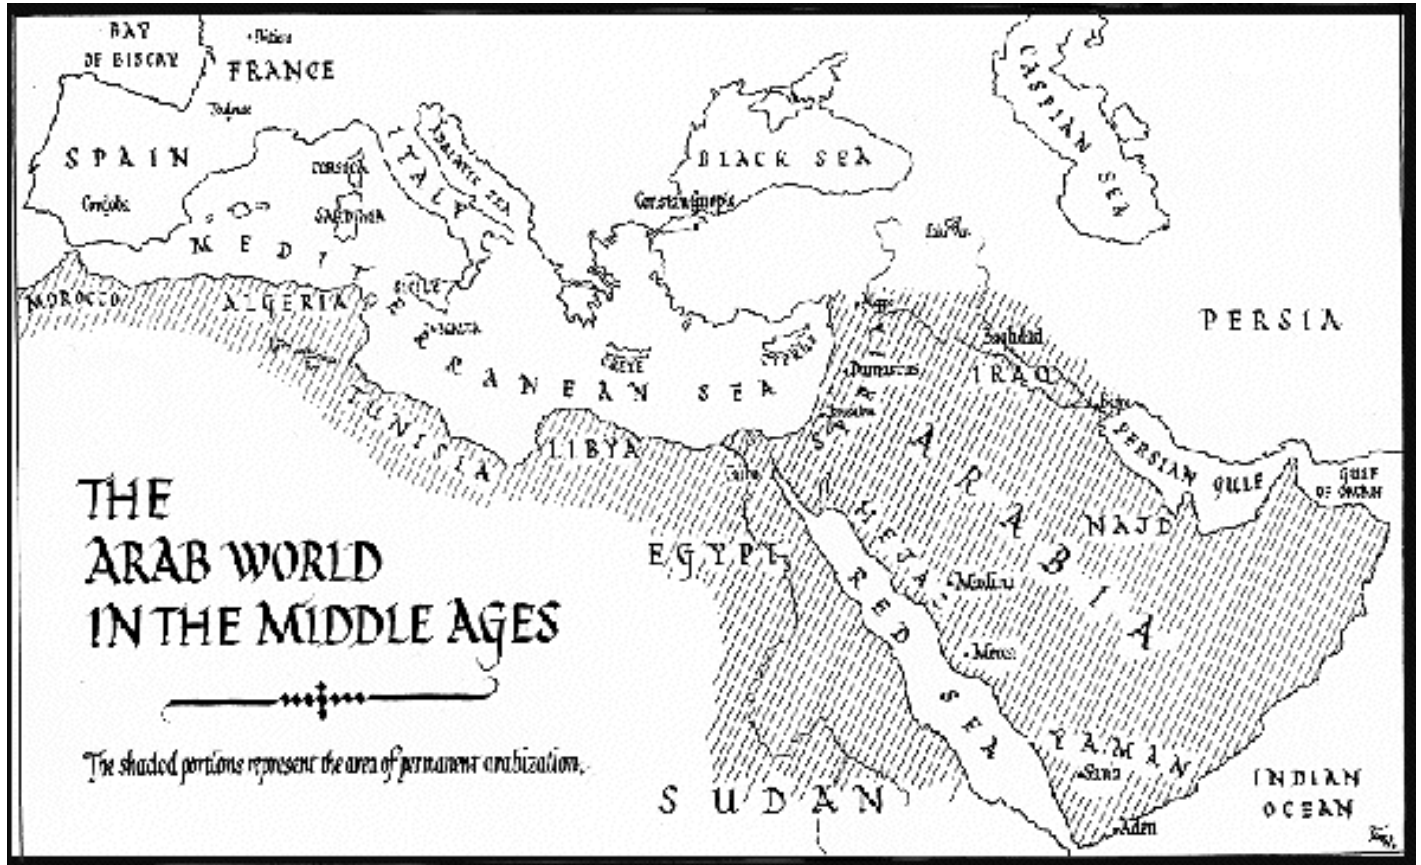 BAY
OF BISCAY
FRANCE
Toulouse
SPAIN
Cordoba
CORSICA
SARDINIA
ITALY
ADRIATIC SEA
BLACK SEA
CASPIAN
SEA
Constantinople
MEDITERRANEAN SEA
SICILY
MALTA
CRETE
CYPRUS
MOROCCO
ALGERIA
TUNISIA
LIBYA
EGYPT
SUDAN
Cairo
SYRIA
Aleppo
Damascus
Jerusalem
Baghdad
IRAQ
Basra
PERSIA
PERSIAN GULF
GULF
OF OMAN
ARABIA
NAJD
HEJAZ
Medina
Mecca
RED SEA
YAMAN
Sana
Aden
INDIAN
OCEAN
THE
ARAB WORLD
IN THE MIDDLE AGES
The shaded portions represent the area of permanent arabization.